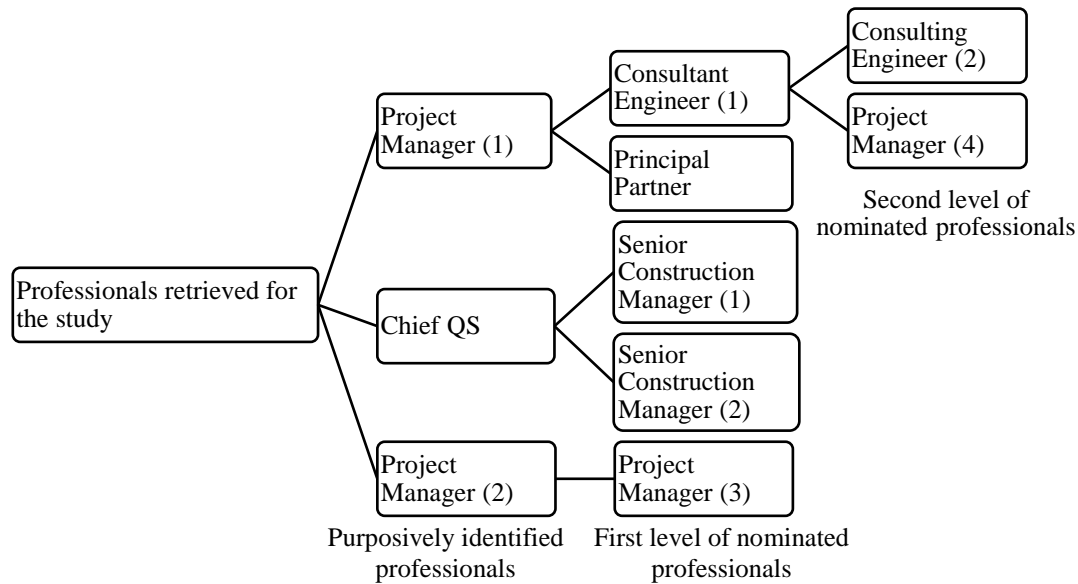 Professionals retrieved for
the study
Project
Manager (1)
Chief QS
Project
Manager (2)
Purposively identified
professionals
Consultant
Engineer (1)
Principal
Partner
Senior
Construction
Manager (1)
Senior
Construction
Manager (2)
Project
Manager (3)
First level of nominated
professionals
Consulting
Engineer (2)
Project
Manager (4)
Second level of
nominated professionals